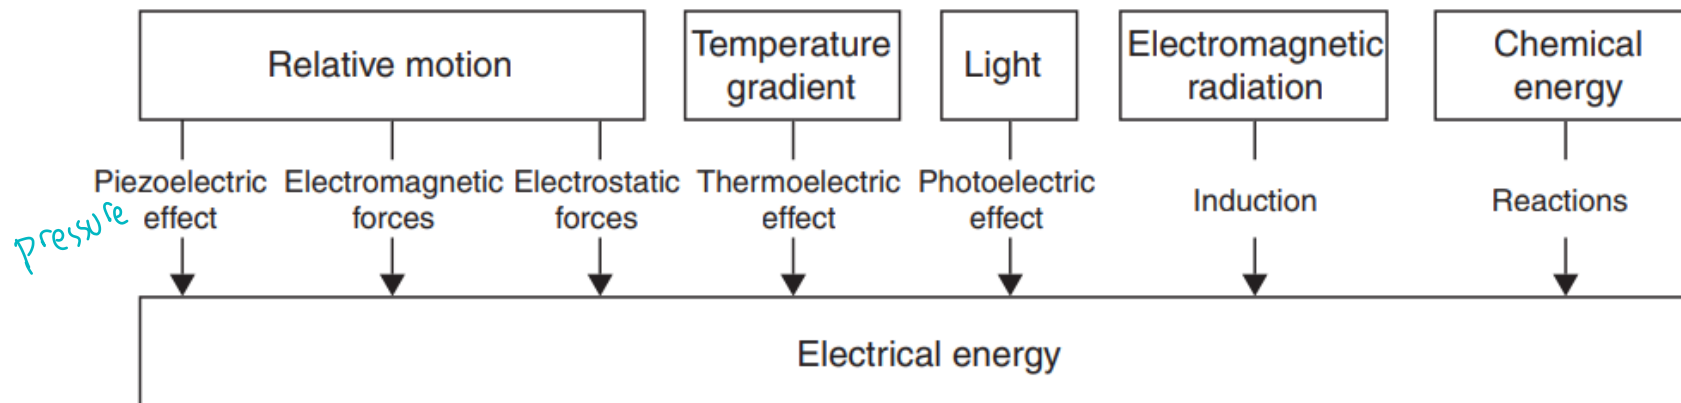 Relative motion
Temperature
gradient
Light
Electromagnetic
radiation
Chemical
energy
Piezoelectric
effect
Electromagnetic
forces
Electrostatic
forces
Thermoelectric
effect
Photoelectric
effect
Induction
Reactions
pressure
Electrical energy